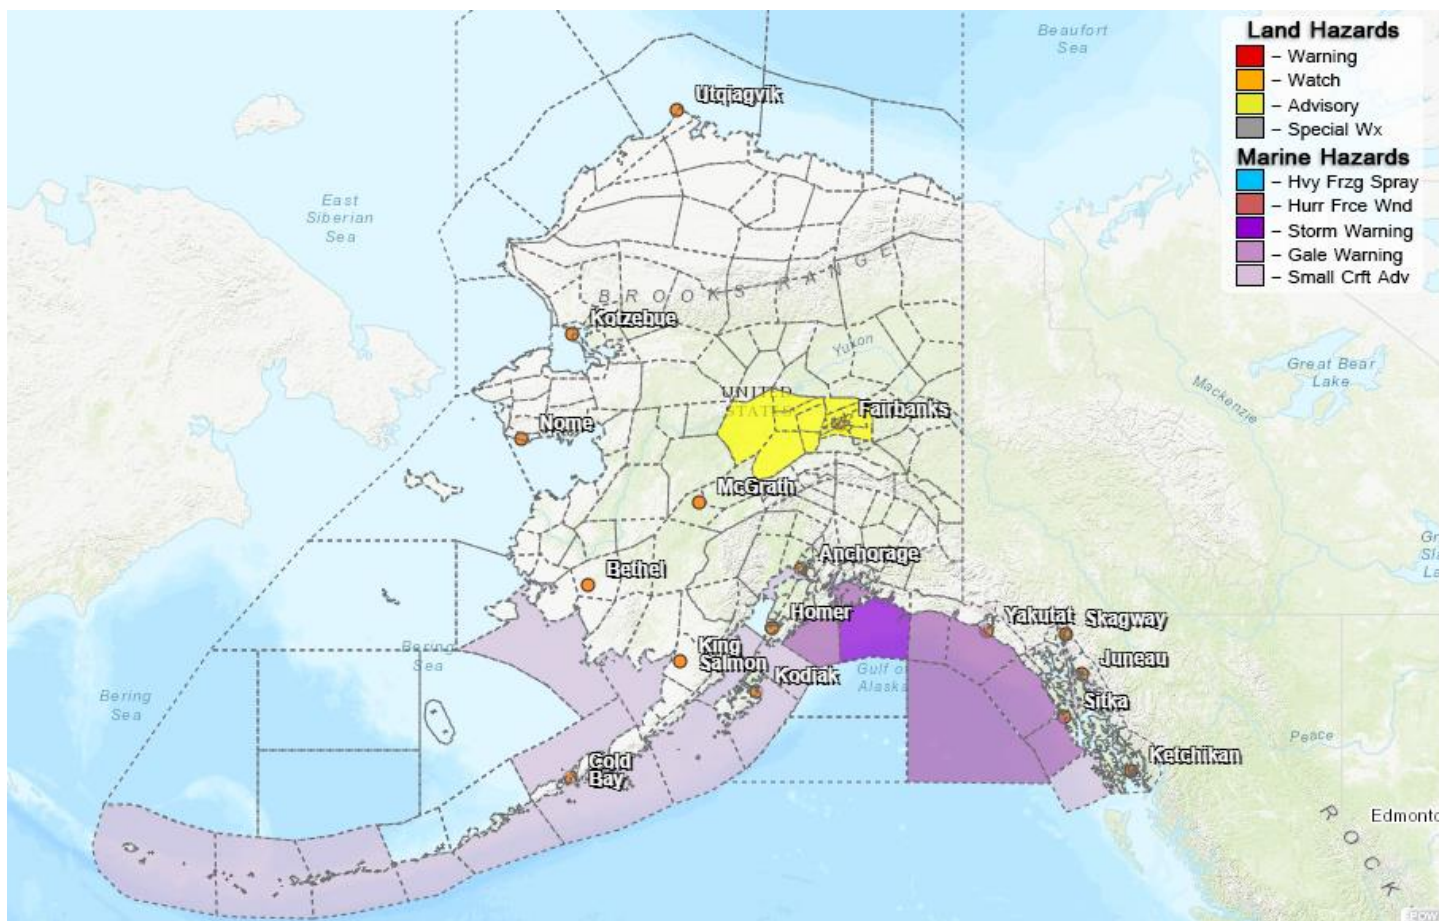 Land Hazards
– Warning
– Watch
– Advisory
– Special Wx
Marine Hazards
– Hvy Frzg Spray
– Hurr Frce Wnd
– Storm Warning
– Gale Warning
– Small Crft Adv
Beaufort
Sea
Utqiagvik
East
Siberian
Sea
BROOKS RANGE
Kotzebue
Yukon
Great Bear
Lake
Mackenzie
UNITED
STATES
Fairbanks
Nome
McGrath
Anchorage
Bethel
Homer
Yakutat
Skagway
Bering
Sea
King
Salmon
Kodiak
Gulf of
Alaska
Juneau
Bering
Sea
Sitka
Peace
Ketchikan
Cold
Bay
ROCK